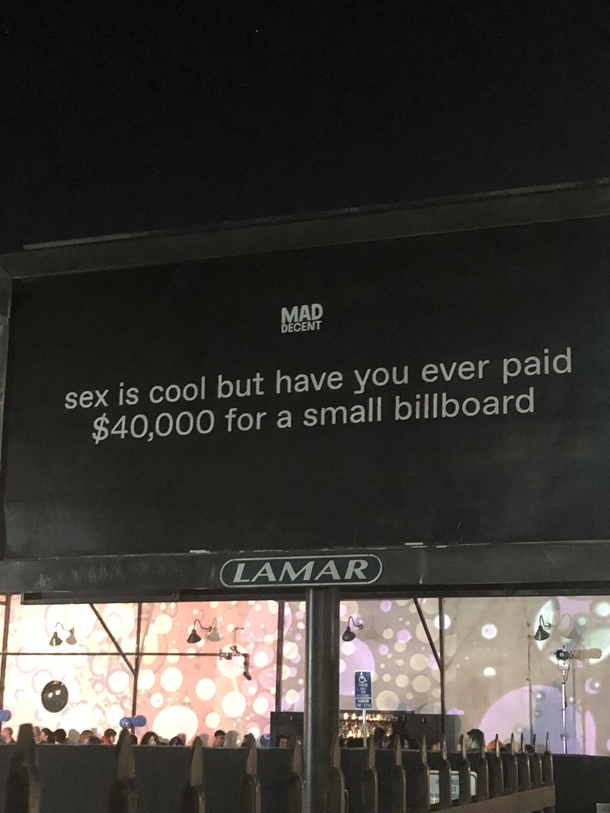 MAD
DECENT
sex is cool but have you ever paid
$40,000 for a small billboard
LAMAR